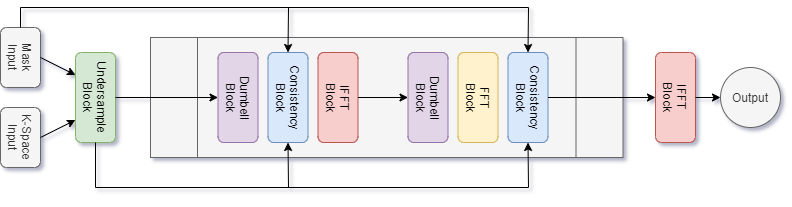 Mask
Input
K-Space
Input
Undersample
Block
Dumbell
Block
Consistency
Block
IFFT
Block
Dumbell
Block
FFT
Block
Consistency
Block
IFFT
Block
Output